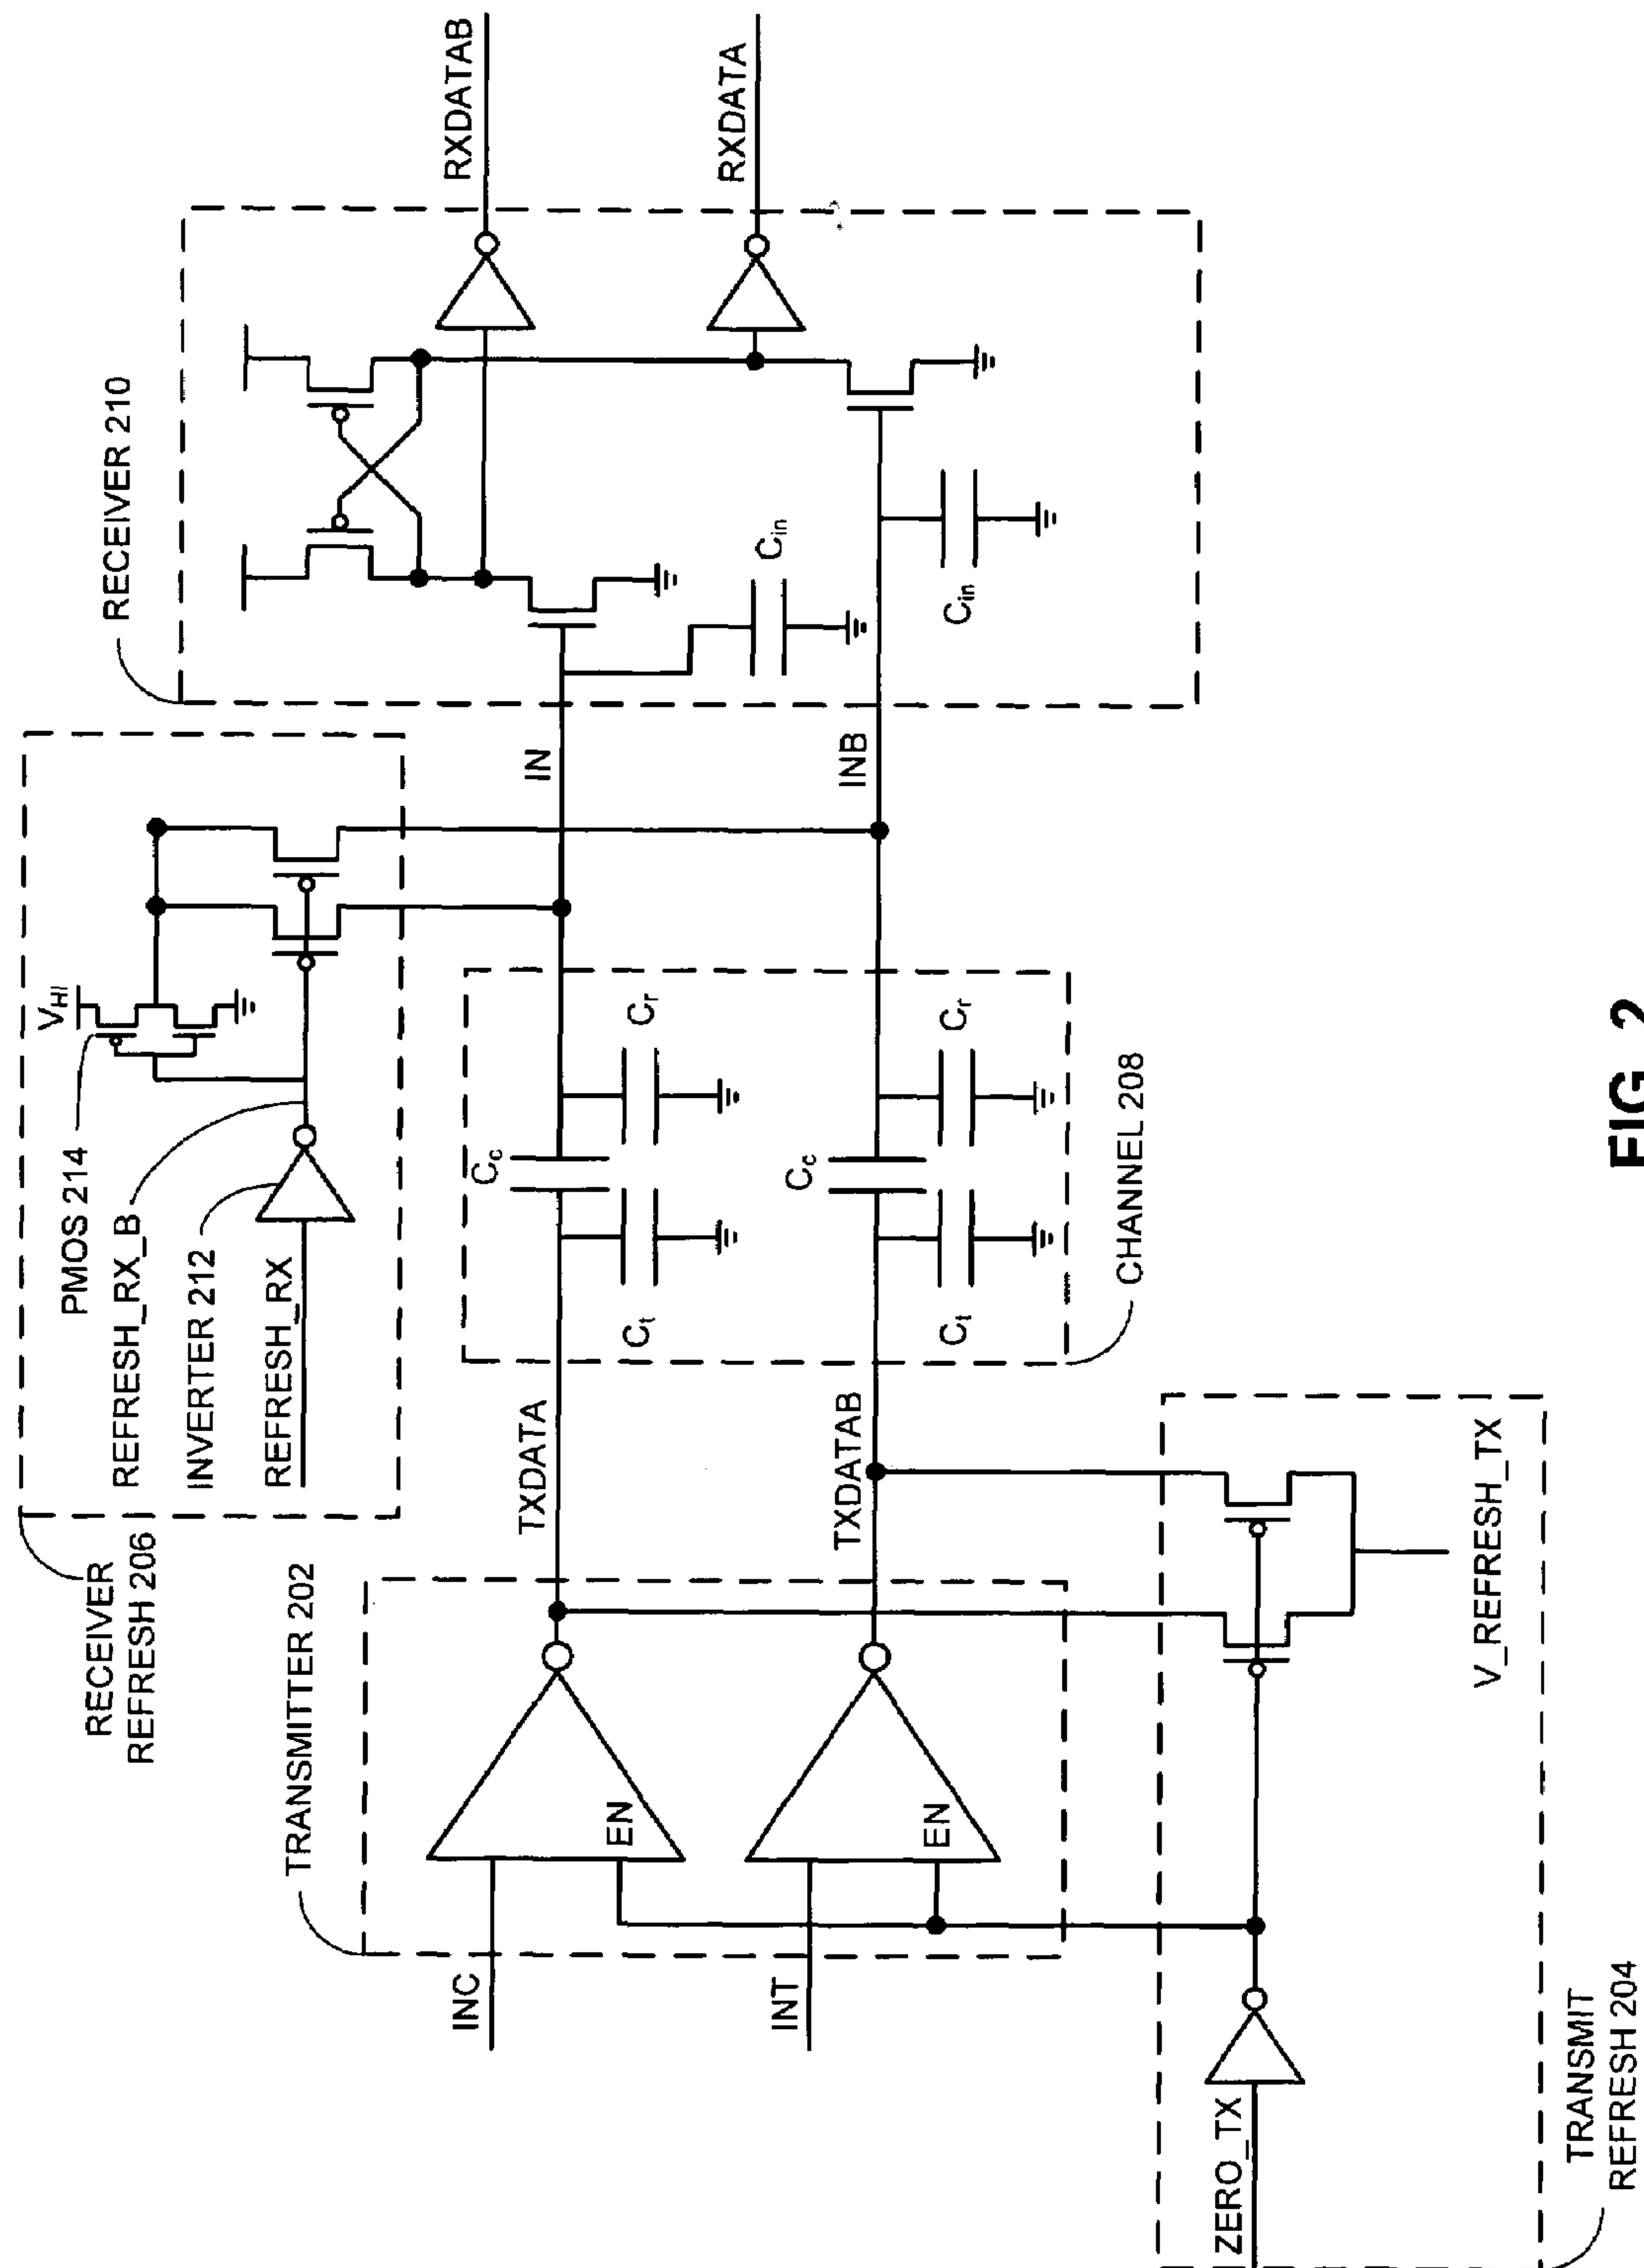 RECEIVER
REFRESH 206
PMOS 214
V_HI
REFRESH_RX_B
INVERTER 212
REFRESH_RX
RECEIVER 210
RXDATAB
RXDATA
TRANSMITTER 202
INC
EN
INT
EN
TXDATA
TXDATAB
C_c
C_t
C_r
C_c
C_t
C_r
CHANNEL 208
IN
INB
C_in
C_in
ZERO_TX
V_REFRESH_TX
TRANSMIT
REFRESH 204
FIG. 2